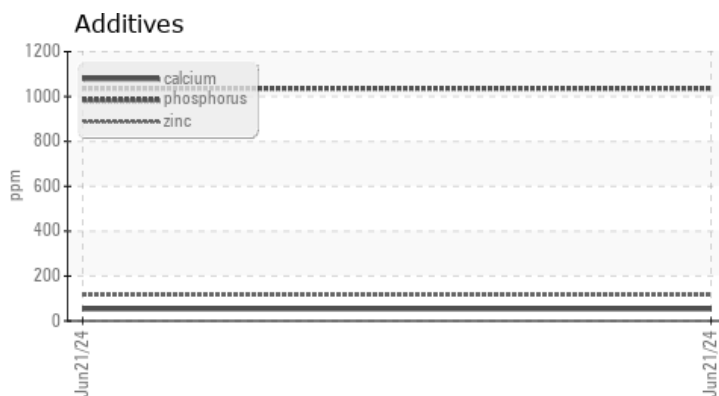 Additives
1200
1000
800
600
400
200
0
ppm
calcium
phosphorus
zinc
Jun21/24
Jun21/24